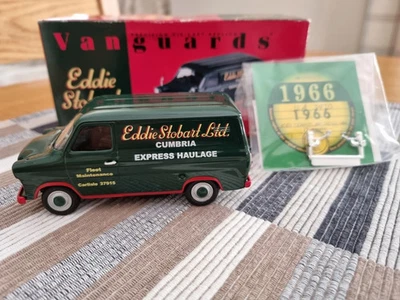 Vanguards
Eddie
Stobart
1966
1966
Eddie Stobart Ltd.
CUMBRIA
EXPRESS HAULAGE
Fleet
Maintenance
Carlisle 27915